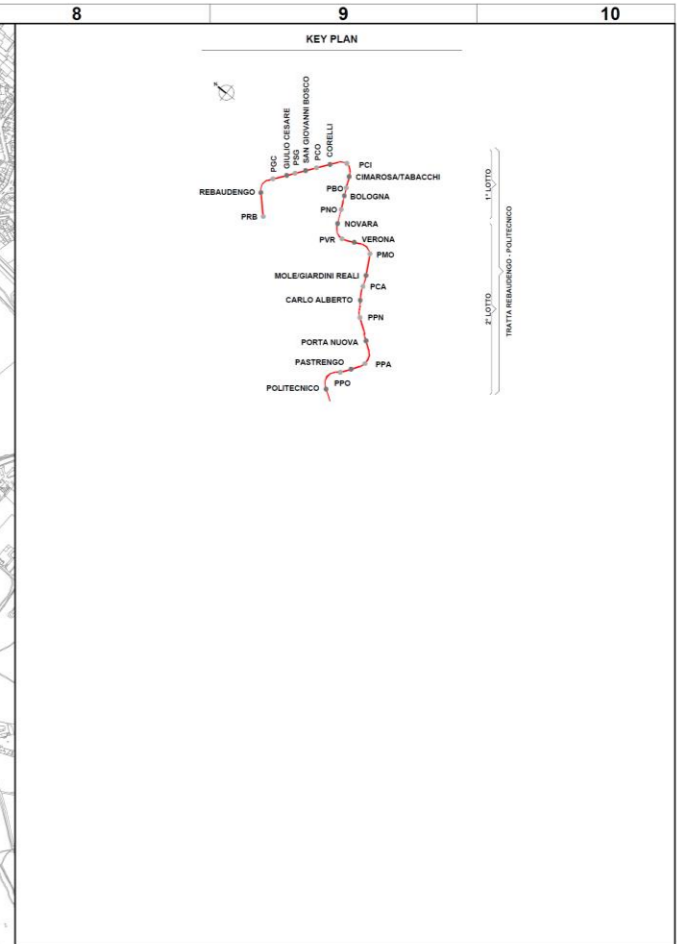 8
9
10
KEY PLAN
N
PGC
GIULIO CESARE
PSG
SAN GIOVANNI BOSCO
PCO
CORELLI
PCI
CIMAROSA/TABACCHI
REBAUDENGO
PBO
BOLOGNA
PRB
PNO
NOVARA
PVR
VERONA
PMO
MOLE/GIARDINI REALI
PCA
CARLO ALBERTO
PPN
PORTA NUOVA
PASTRENGO
PPA
PPO
POLITECNICO
1° LOTTO
2° LOTTO
TRATTA REBAUDENGO - POLITECNICO